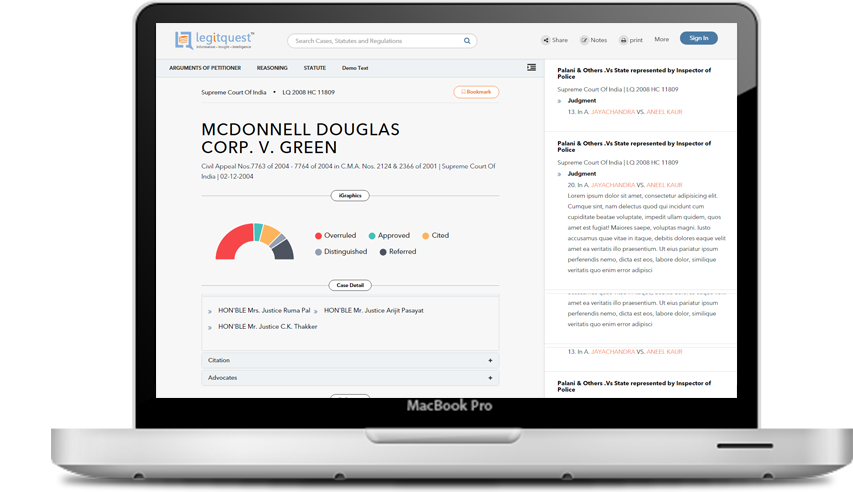 legitquest
Search Cases, Statutes and Regulations
Share
Notes
print
More
Sign In
ARGUMENTS OF PETITIONER
REASONING
STATUTE
Demo Text
Supreme Court Of India • LQ 2008 HC 11809
Bookmark
MCDONNELL DOUGLAS
CORP. V. GREEN
Civil Appeal Nos.7763 of 2004 - 7764 of 2004 in C.M.A. Nos. 2124 & 2366 of 2001 | Supreme Court Of
India | 02-12-2004
iGraphics
Overruled
Approved
Cited
Distinguished
Referred
Case Detail
» HON'BLE Mrs. Justice Ruma Pal » HON'BLE Mr. Justice Arijit Pasayat
» HON'BLE Mr. Justice C.K. Thakker
Citation +
Advocates +
Palani & Others .Vs State represented by Inspector of
Police
Supreme Court Of India | LQ 2008 HC 11809
» Judgment
13. In A. JAYACHANDRA VS. ANEEL KAUR
Palani & Others .Vs State represented by Inspector of
Police
Supreme Court Of India | LQ 2008 HC 11809
» Judgment
20. In A. JAYACHANDRA VS. ANEEL KAUR
Lorem ipsum dolor sit amet, consectetur adipisicing elit.
Cumque sint, nam delectus quod qui incidunt cum
cupiditate beatae voluptate, impedit ullam quidem, quos
amet est fugiat! Maiores saepe, voluptas magni. Iusto
accusamus quae vitae in itaque, debitis dolores eaque velit
amet ea veritatis illo praesentium. Ut eius pariatur ipsum
perferendis nemo, dicta est eos, labore dolor, similique
veritatis quo enim error adipisci
amet ea veritatis illo praesentium. Ut eius pariatur ipsum
perferendis nemo, dicta est eos, labore dolor, similique
veritatis quo enim error adipisci
13. In A. JAYACHANDRA VS. ANEEL KAUR
Palani & Others .Vs State represented by Inspector of
Police
MacBook Pro